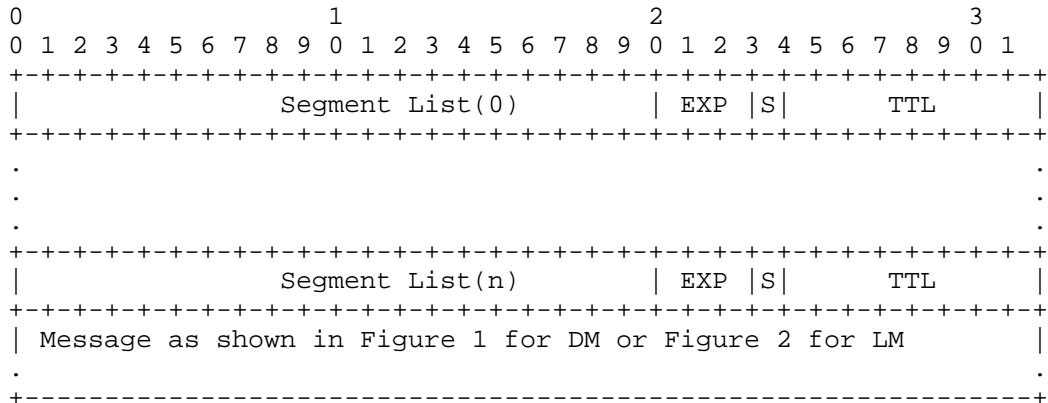 0                   1                   2                   3
0 1 2 3 4 5 6 7 8 9 0 1 2 3 4 5 6 7 8 9 0 1 2 3 4 5 6 7 8 9 0 1
+-+-+-+-+-+-+-+-+-+-+-+-+-+-+-+-+-+-+-+-+-+-+-+-+-+-+-+-+-+-+-+-+
|                Segment List(0)        | EXP |S|      TTL      |
+-+-+-+-+-+-+-+-+-+-+-+-+-+-+-+-+-+-+-+-+-+-+-+-+-+-+-+-+-+-+-+-+
.                                                               .
.                                                               .
.                                                               .
+-+-+-+-+-+-+-+-+-+-+-+-+-+-+-+-+-+-+-+-+-+-+-+-+-+-+-+-+-+-+-+-+
|                Segment List(n)        | EXP |S|      TTL      |
+-+-+-+-+-+-+-+-+-+-+-+-+-+-+-+-+-+-+-+-+-+-+-+-+-+-+-+-+-+-+-+-+
| Message as shown in Figure 1 for DM or Figure 2 for LM        |
.                                                               .
+---------------------------------------------------------------+